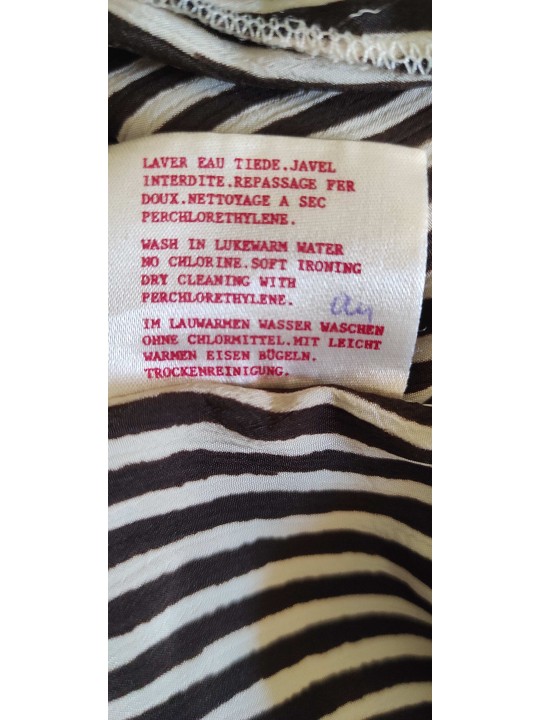 LAVER EAU TIEDE.JAVEL
INTERDITE.REPASSAGE FER
DOUX.NETTOYAGE A SEC
PERCHLORETHYLENE.
WASH IN LUKEWARM WATER
NO CHLORINE.SOFT IRONING
DRY CLEANING WITH
PERCHLORETHYLENE.
IM LAUWARMEN WASSER WASCHEN
OHNE CHLORMITTEL.MIT LEICHT
WARMEN EISEN BÜGELN.
TROCKENREINIGUNG.